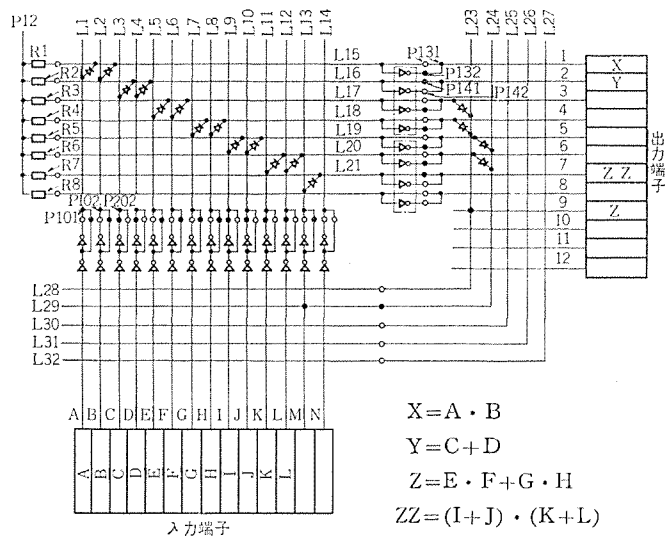 P12
L1 L2 L3 L4 L5 L6 L7 L8 L9 L10 L11 L12 L13 L14
L23 L24 L25 L26 L27
R1
R2
R3
R4
R5
R6
R7
R8
L15
L16
L17
L18
L19
L20
L21
P131
P132
P141
P142
1
2
3
4
5
6
7
8
9
10
11
12
X
Y
Z Z
Z
出力端子
P102 P202
P101
L28
L29
L30
L31
L32
A B C D E F G H I J K L M N
A B C D E F G H I J K L
入力端子
X=A・B
Y=C+D
Z=E・F+G・H
ZZ=(I+J)・(K+L)